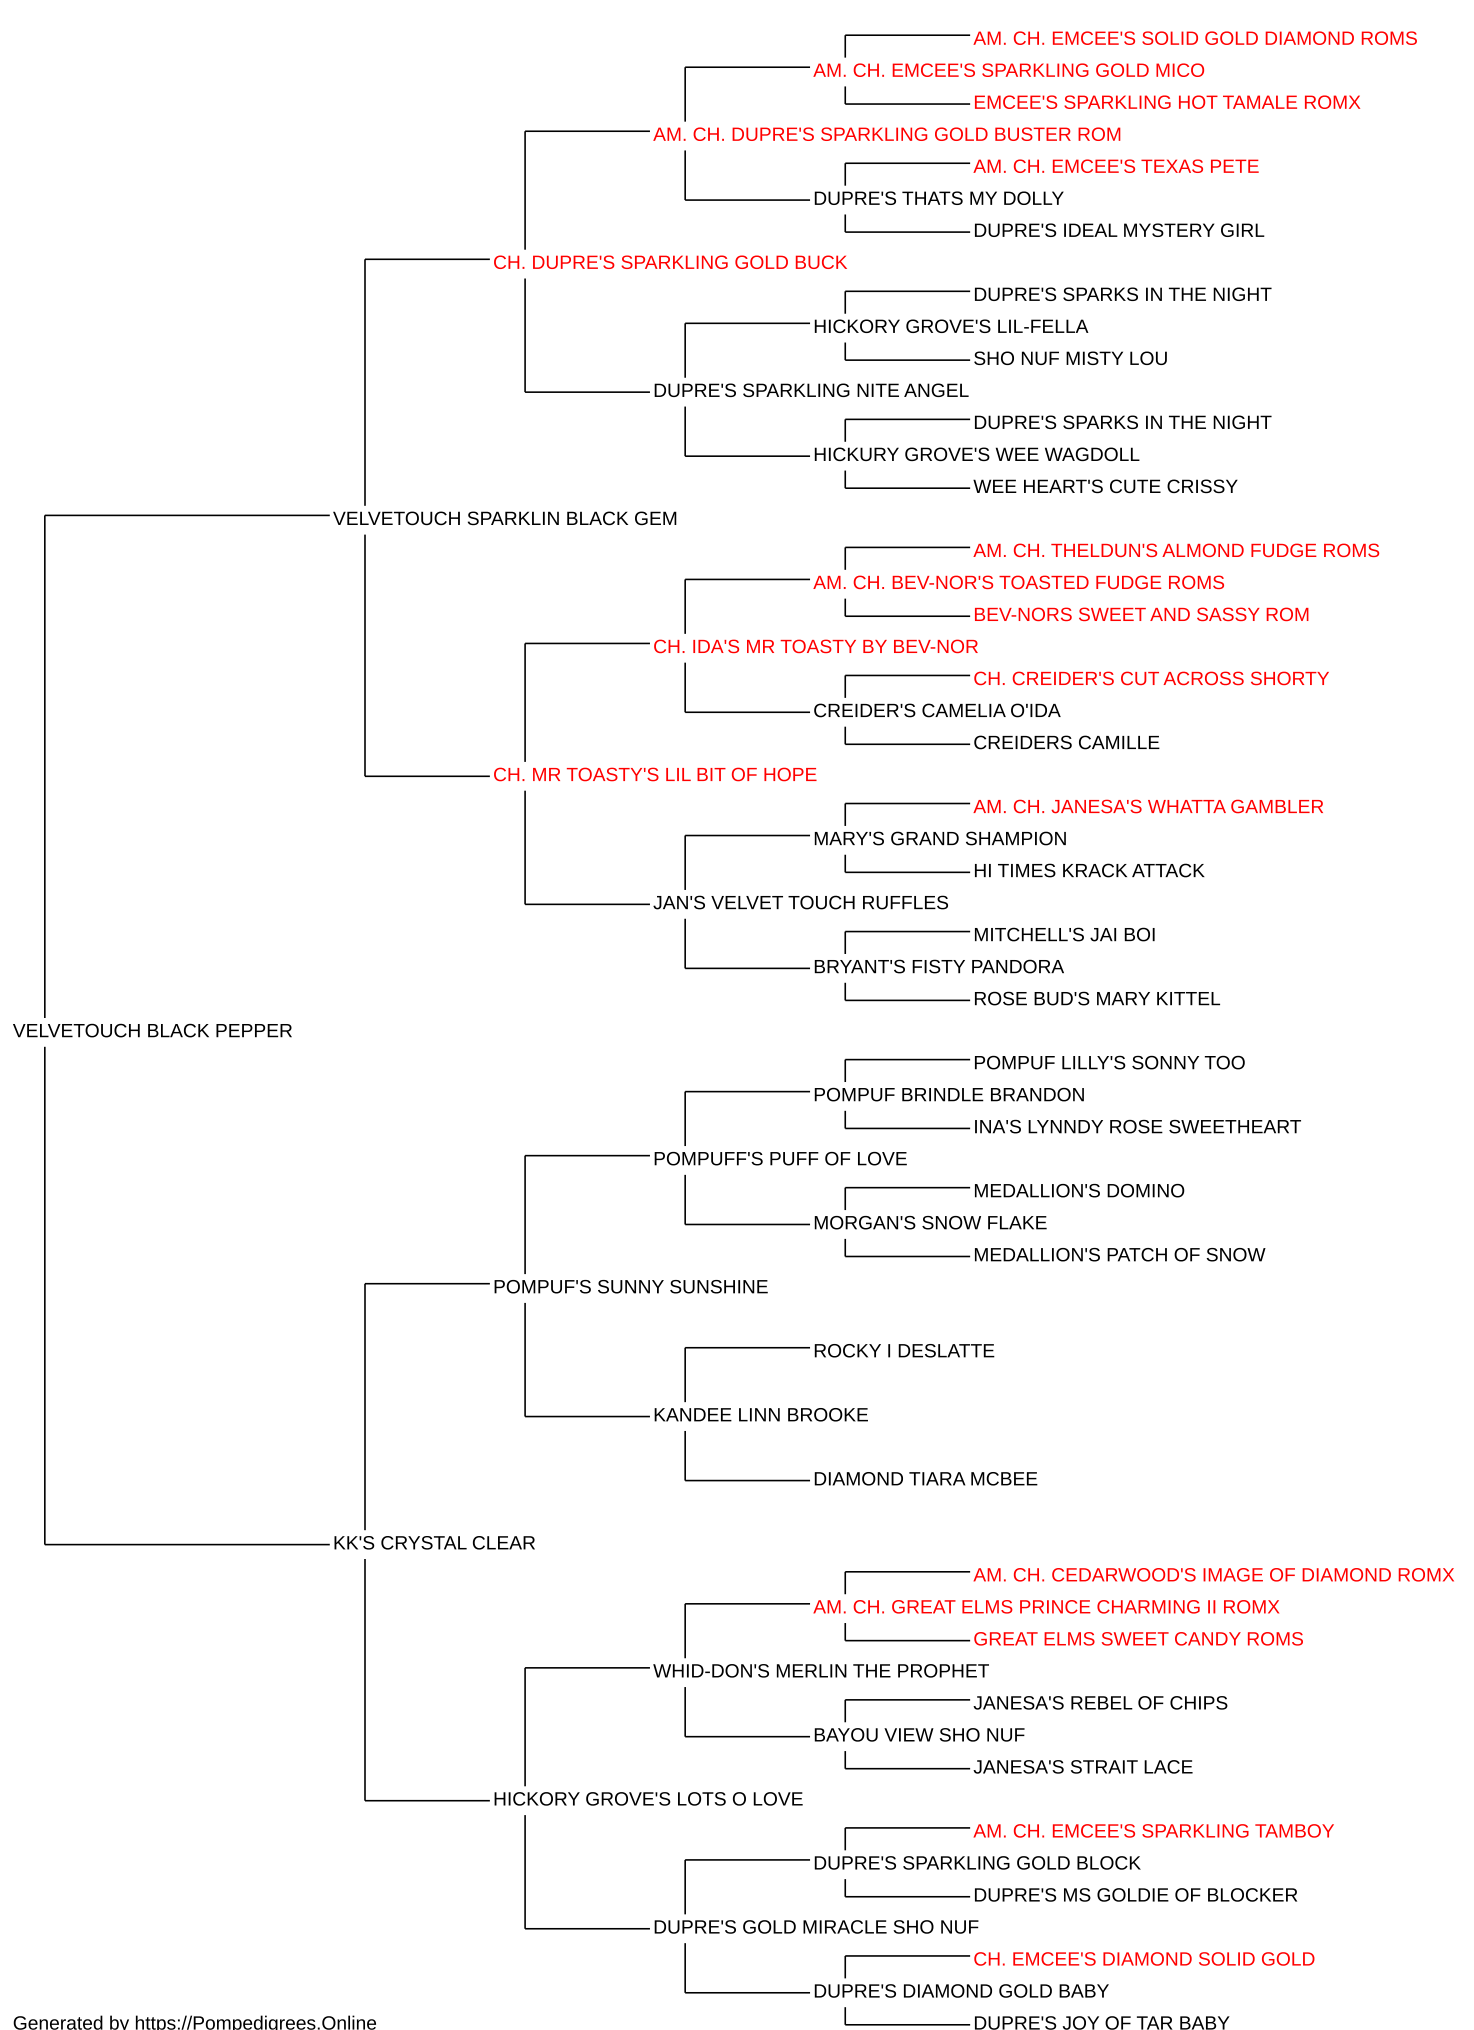 AM. CH. EMCEE'S SOLID GOLD DIAMOND ROMS
AM. CH. EMCEE'S SPARKLING GOLD MICO
EMCEE'S SPARKLING HOT TAMALE ROMX
AM. CH. DUPRE'S SPARKLING GOLD BUSTER ROM
AM. CH. EMCEE'S TEXAS PETE
DUPRE'S THATS MY DOLLY
DUPRE'S IDEAL MYSTERY GIRL
CH. DUPRE'S SPARKLING GOLD BUCK
DUPRE'S SPARKS IN THE NIGHT
HICKORY GROVE'S LIL-FELLA
SHO NUF MISTY LOU
DUPRE'S SPARKLING NITE ANGEL
DUPRE'S SPARKS IN THE NIGHT
HICKURY GROVE'S WEE WAGDOLL
WEE HEART'S CUTE CRISSY
VELVETOUCH SPARKLIN BLACK GEM
AM. CH. THELDUN'S ALMOND FUDGE ROMS
AM. CH. BEV-NOR'S TOASTED FUDGE ROMS
BEV-NORS SWEET AND SASSY ROM
CH. IDA'S MR TOASTY BY BEV-NOR
CH. CREIDER'S CUT ACROSS SHORTY
CREIDER'S CAMELIA O'IDA
CREIDERS CAMILLE
CH. MR TOASTY'S LIL BIT OF HOPE
AM. CH. JANESA'S WHATTA GAMBLER
MARY'S GRAND SHAMPION
HI TIMES KRACK ATTACK
JAN'S VELVET TOUCH RUFFLES
MITCHELL'S JAI BOI
BRYANT'S FISTY PANDORA
ROSE BUD'S MARY KITTEL
VELVETOUCH BLACK PEPPER
POMPUF LILLY'S SONNY TOO
POMPUF BRINDLE BRANDON
INA'S LYNNDY ROSE SWEETHEART
POMPUFF'S PUFF OF LOVE
MEDALLION'S DOMINO
MORGAN'S SNOW FLAKE
MEDALLION'S PATCH OF SNOW
POMPUF'S SUNNY SUNSHINE
ROCKY I DESLATTE
KANDEE LINN BROOKE
DIAMOND TIARA MCBEE
KK'S CRYSTAL CLEAR
AM. CH. CEDARWOOD'S IMAGE OF DIAMOND ROMX
AM. CH. GREAT ELMS PRINCE CHARMING II ROMX
GREAT ELMS SWEET CANDY ROMS
WHID-DON'S MERLIN THE PROPHET
JANESA'S REBEL OF CHIPS
BAYOU VIEW SHO NUF
JANESA'S STRAIT LACE
HICKORY GROVE'S LOTS O LOVE
AM. CH. EMCEE'S SPARKLING TAMBOY
DUPRE'S SPARKLING GOLD BLOCK
DUPRE'S MS GOLDIE OF BLOCKER
DUPRE'S GOLD MIRACLE SHO NUF
CH. EMCEE'S DIAMOND SOLID GOLD
DUPRE'S DIAMOND GOLD BABY
DUPRE'S JOY OF TAR BABY
Generated by https://Pompedigrees.Online